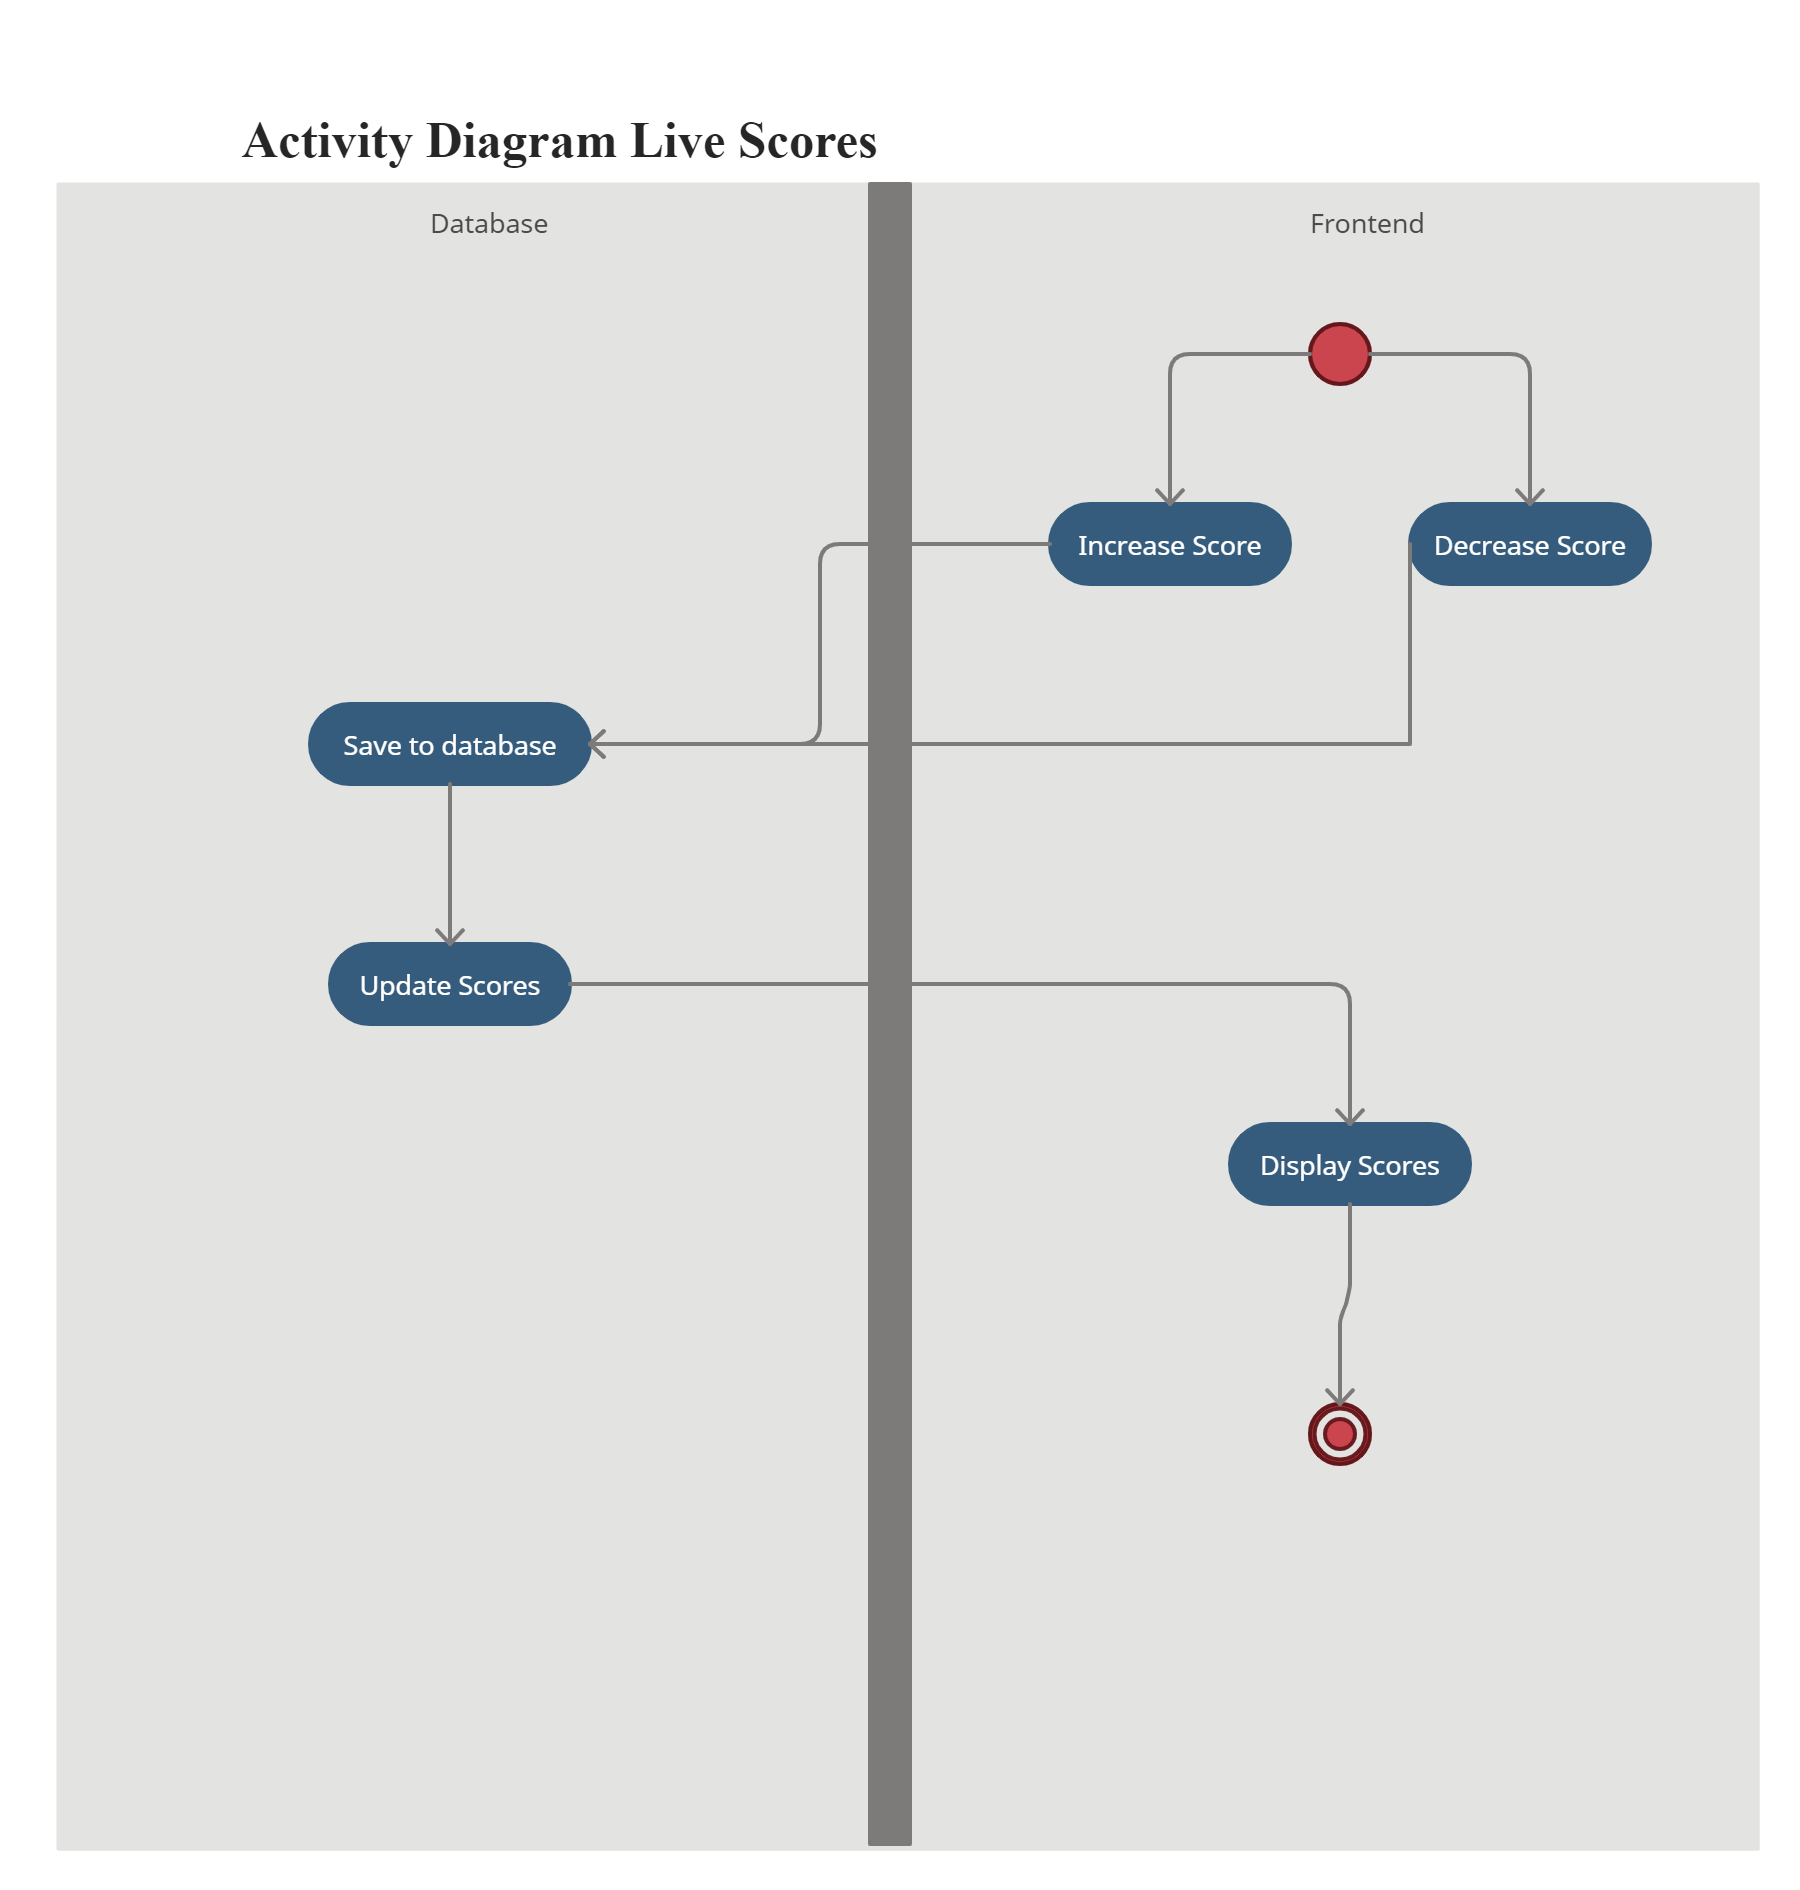 Activity Diagram Live Scores
Database
Frontend
Increase Score
Decrease Score
Save to database
Update Scores
Display Scores